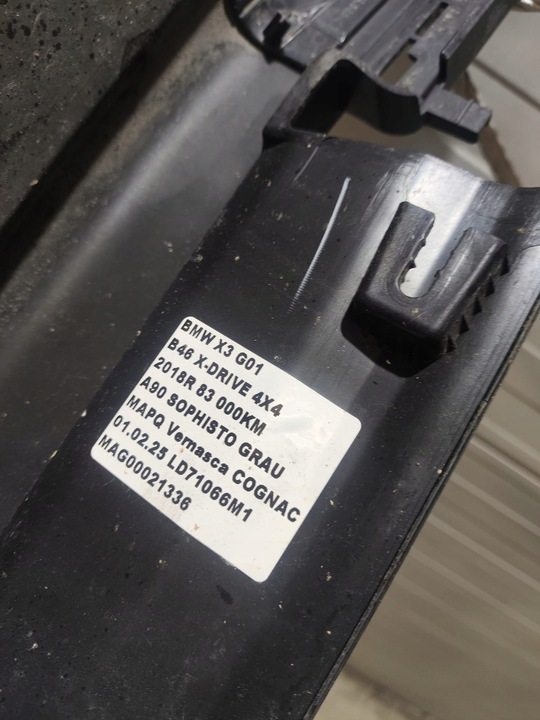 BMW X3 G01
B46 X-DRIVE 4X4
2018R 83 000KM
A90 SOPHISTO GRAU
MAPQ Vernasca COGNAC
01.02.25 LD71066M1
MAG00021336